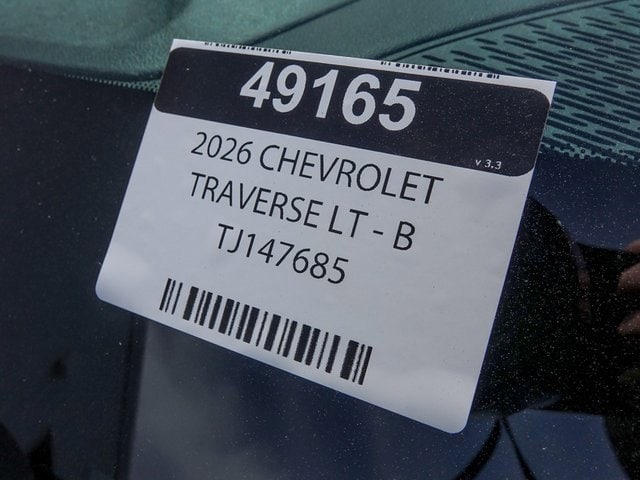 49165
v 3.3
2026 CHEVROLET
TRAVERSE LT - B
TJ147685